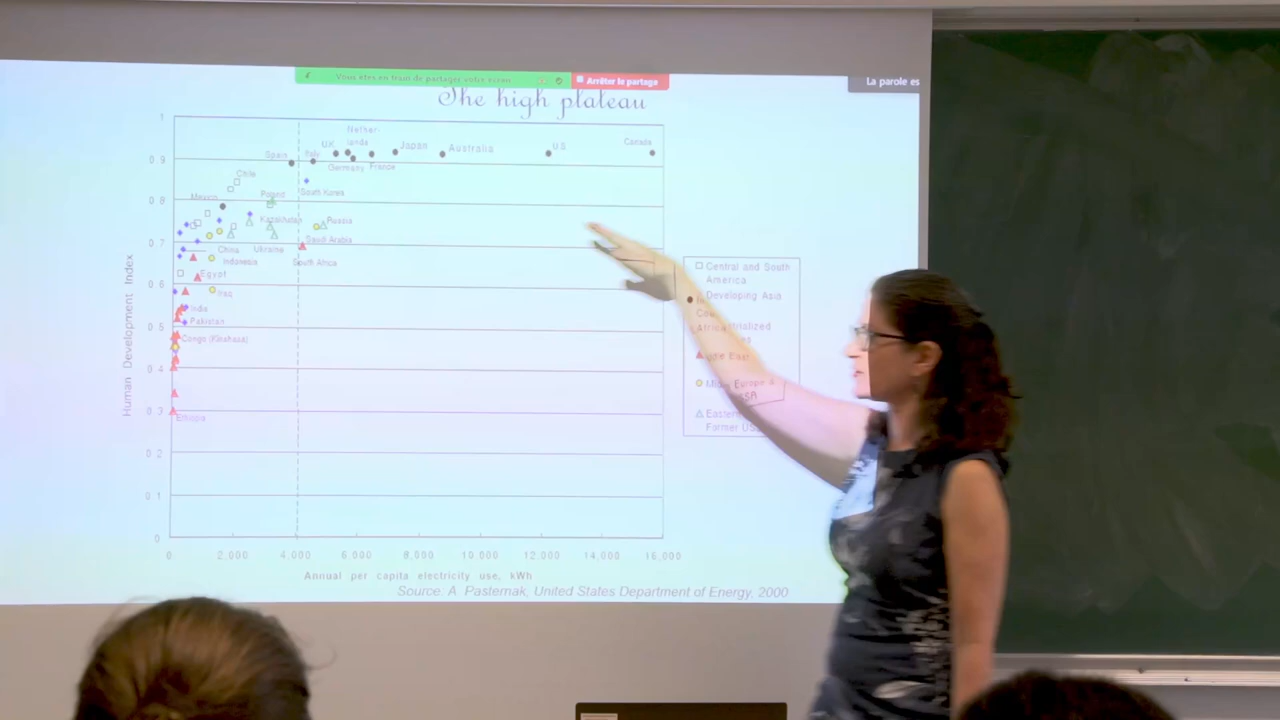 Vous êtes en train de partager votre écran
Arrêter le partage
La parole es
The high plateau
Human Development Index
1
0.9
0.8
0.7
0.6
0.5
0.4
0.3
0.2
0.1
0
Nether-
landa
U.K.
Japan
Australia
U.S.
Canada
Spain
Italy
Germany
France
Chile
South Korea
Mexico
Poland
Kazakhstan
Russia
Saudi Arabia
China
Ukraine
Indonesia
South Africa
Egypt
Iraq
India
Pakistan
Congo (Kinshasa)
Ethiopia
0
2,000
4,000
6,000
8,000
10,000
12,000
14,000
16,000
Annual per capita electricity use, kWh
Central and South
America
Developing Asia
Eastern
Former
Source: A. Pasternak, United States Department of Energy, 2000